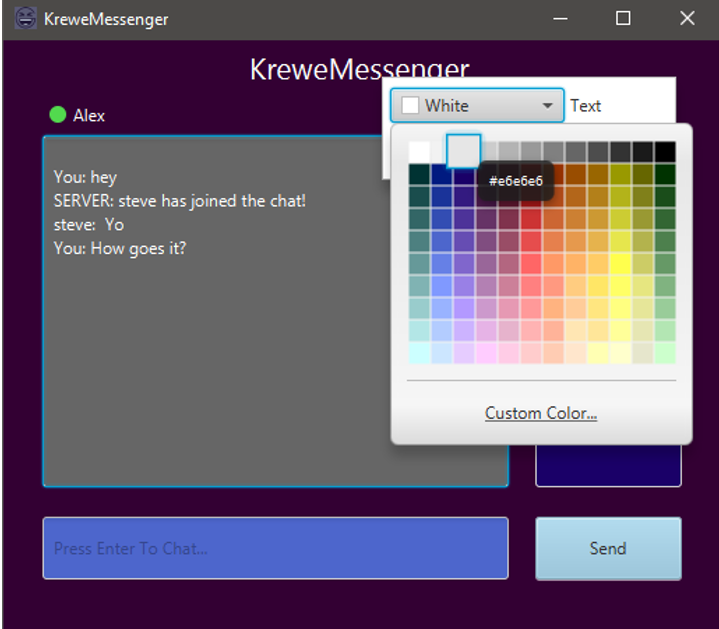 KreweMessenger
KreweMessenger
White
Text
Alex
#e6e6e6
You: hey
SERVER: steve has joined the chat!
steve:  Yo
You: How goes it?
Custom Color...
Press Enter To Chat...
Send